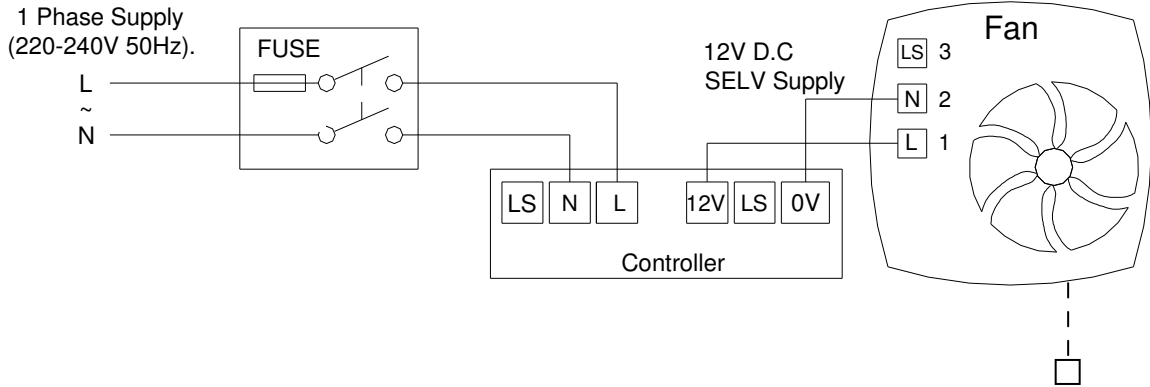 1 Phase Supply
(220-240V 50Hz).
L
~
N
FUSE
12V D.C
SELV Supply
Fan
LS 3
N 2
L 1
LS N L 12V LS 0V
Controller